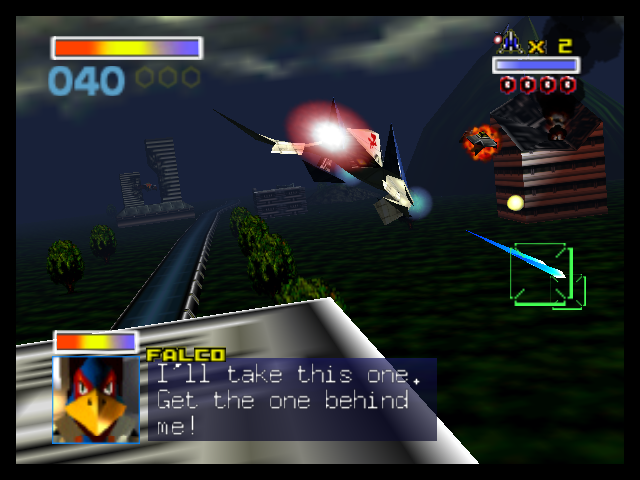 040
x 2
FALCO
I'll take this one.
Get the one behind
me!